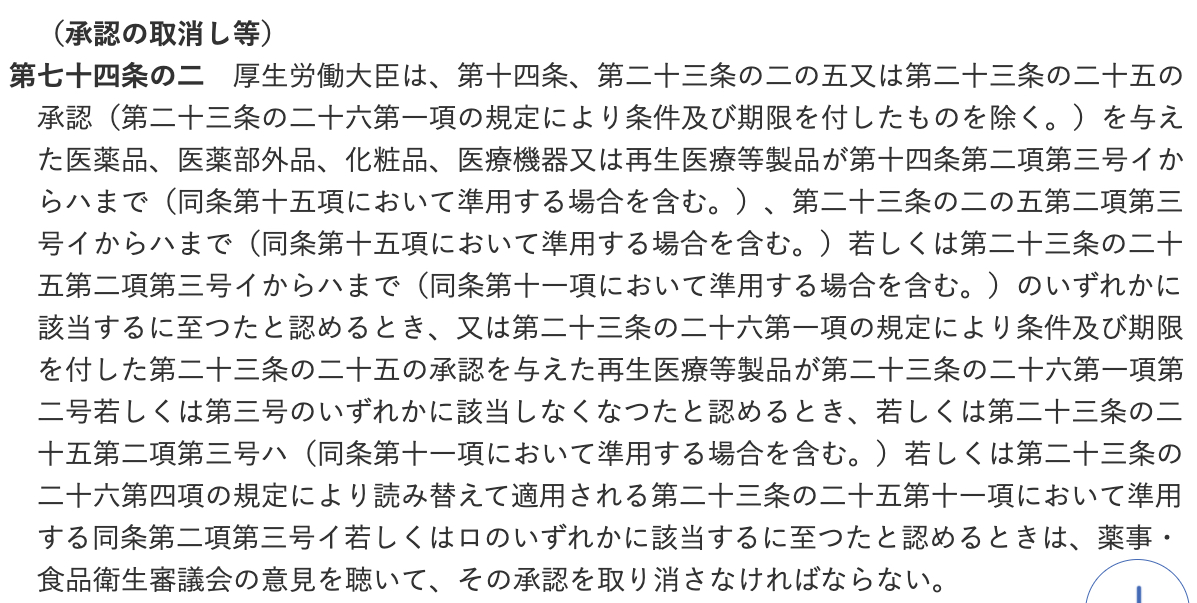 （承認の取消し等）
第七十四条の二　厚生労働大臣は、第十四条、第二十三条の二の五又は第二十三条の二十五の
承認（第二十三条の二十六第一項の規定により条件及び期限を付したものを除く。）を与え
た医薬品、医薬部外品、化粧品、医療機器又は再生医療等製品が第十四条第二項第三号イか
らハまで（同条第十五項において準用する場合を含む。）、第二十三条の二の五第二項第三
号イからハまで（同条第十五項において準用する場合を含む。）若しくは第二十三条の二十
五第二項第三号イからハまで（同条第十一項において準用する場合を含む。）のいずれかに
該当するに至つたと認めるとき、又は第二十三条の二十六第一項の規定により条件及び期限
を付した第二十三条の二十五の承認を与えた再生医療等製品が第二十三条の二十六第一項第
二号若しくは第三号のいずれかに該当しなくなつたと認めるとき、若しくは第二十三条の二
十五第二項第三号ハ（同条第十一項において準用する場合を含む。）若しくは第二十三条の
二十六第四項の規定により読み替えて適用される第二十三条の二十五第十一項において準用
する同条第二項第三号イ若しくはロのいずれかに該当するに至つたと認めるときは、薬事・
食品衛生審議会の意見を聴いて、その承認を取り消さなければならない。